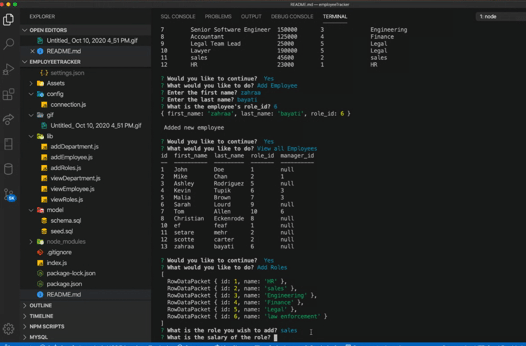 README.md — employeeTracker
EXPLORER
SQL CONSOLE PROBLEMS OUTPUT DEBUG CONSOLE TERMINAL 1: node
OPEN EDITORS
Untitled_ Oct 10, 2020 4_51 PM.gif
README.md
EMPLOYEETRACKER
settings.json
Assets
config
connection.js
gif
Untitled_ Oct 10, 2020 4_51 PM.gif
lib
addDepartment.js
addEmployee.js
addRoles.js
viewDepartment.js
viewEmployee.js
viewRoles.js
model
schema.sql
seed.sql
node_modules
.gitignore
index.js
package-lock.json
package.json
README.md
OUTLINE
TIMELINE
NPM SCRIPTS
MYSQL
7 Senior Software Engineer 150000 3 Engineering
8 Accountant 125000 4 Finance
9 Legal Team Lead 25000 5 Legal
10 Lawyer 190000 5 Legal
11 sales 45600 2 sales
12 HR 23000 1 HR
? Would you like to continue? Yes
? What would you like to do? Add Employee
? Enter the first name? zahraa
? Enter the last name? bayati
? What is the employee's role_id? 6
{ first_name: 'zahraa', last_name: 'bayati', role_id: 6 }
Added new employee
? Would you like to continue? Yes
? What would you like to do? View all Employees
id first_name last_name role_id manager_id
1 John Doe 1 null
2 Mike Chan 2 1
3 Ashley Rodriguez 5 null
4 Kevin Tupik 6 3
5 Malia Brown 7 3
6 Sarah Lourd 9 null
7 Tom Allen 10 6
8 Christian Eckenrode 8 null
10 ef feaf 1 null
11 setare mehr 2 null
12 scotte carter 2 null
13 zahraa bayati 6 null
? Would you like to continue? Yes
? What would you like to do? Add Roles
[
RowDataPacket { id: 1, name: 'HR' },
RowDataPacket { id: 2, name: 'sales' },
RowDataPacket { id: 3, name: 'Engineering' },
RowDataPacket { id: 4, name: 'Finance' },
RowDataPacket { id: 5, name: 'Legal' },
RowDataPacket { id: 6, name: 'law enforcement' }
]
? What is the role you wish to add? sales
? What is the salary of the role?